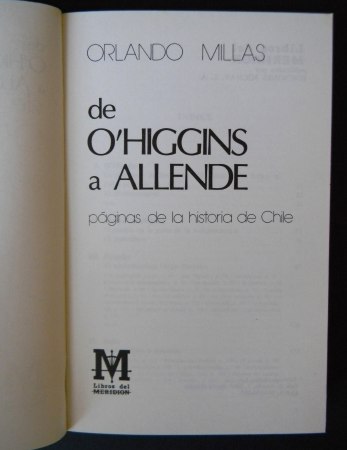 ORLANDO MILLAS
de
O'HIGGINS
a ALLENDE
páginas de la historia de Chile
M
Libros del
MERIDION